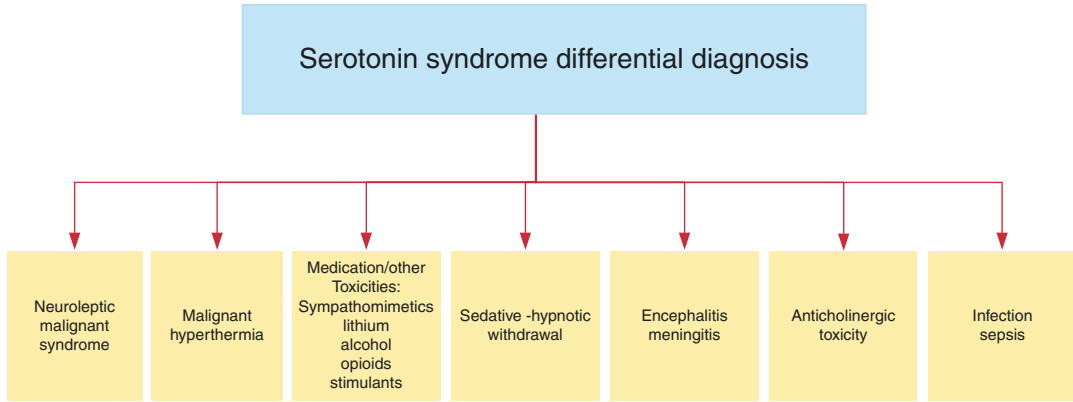 Serotonin syndrome differential diagnosis
Neuroleptic
malignant
syndrome
Malignant
hyperthermia
Medication/other
Toxicities:
Sympathomimetics
lithium
alcohol
opioids
stimulants
Sedative -hypnotic
withdrawal
Encephalitis
meningitis
Anticholinergic
toxicity
Infection
sepsis